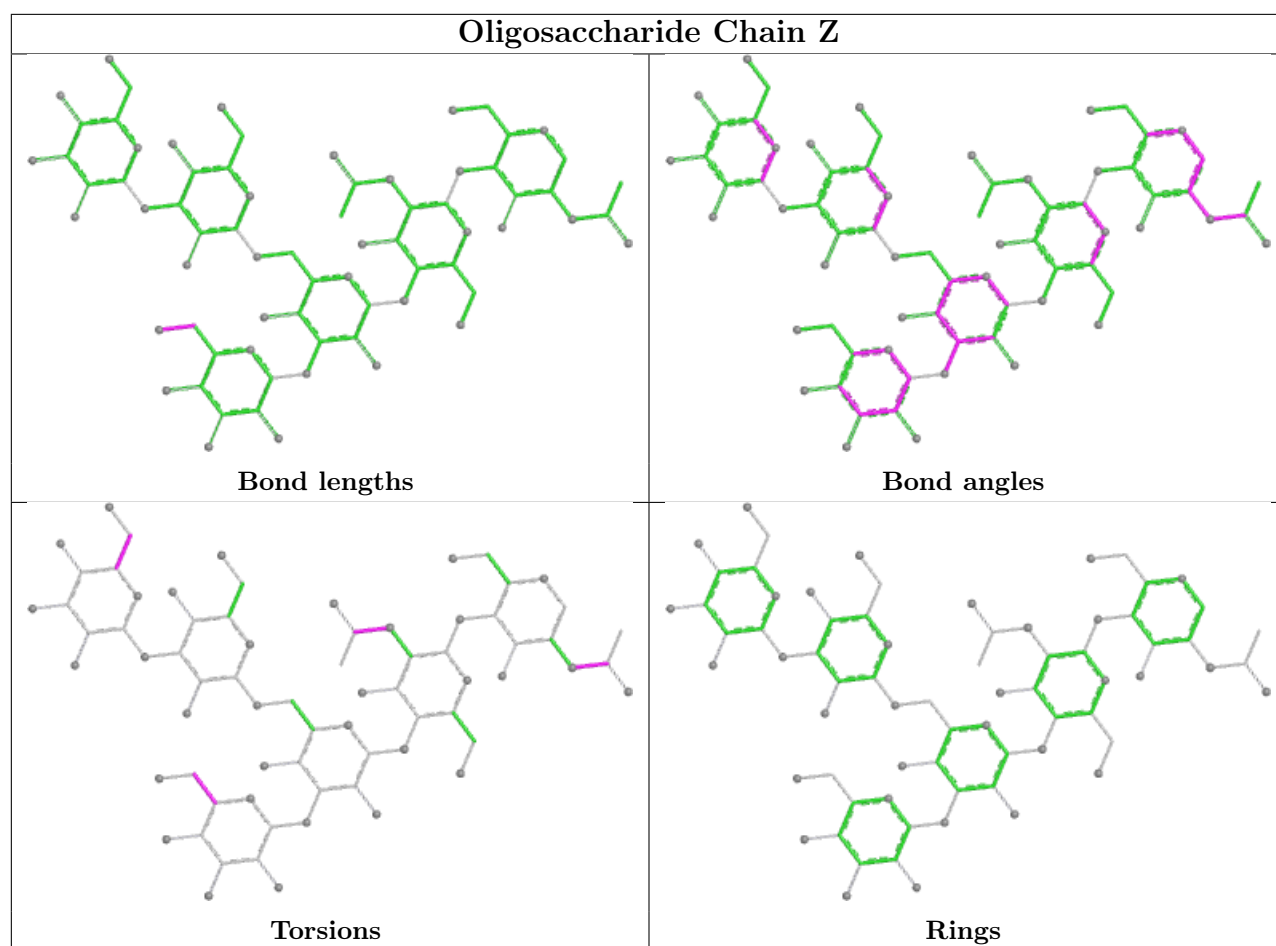 Oligosaccharide Chain Z
Bond lengths
Bond angles
Torsions
Rings